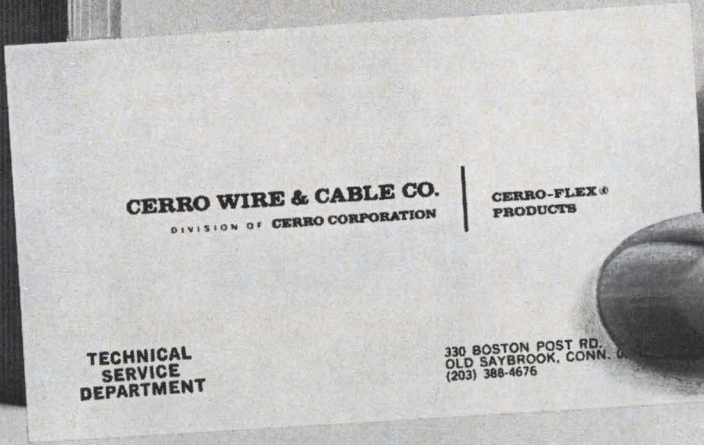 CERRO WIRE & CABLE CO.
DIVISION OF CERRO CORPORATION
CERRO-FLEX®
PRODUCTS
TECHNICAL
SERVICE
DEPARTMENT
330 BOSTON POST RD.
OLD SAYBROOK, CONN.
(203) 388-4676